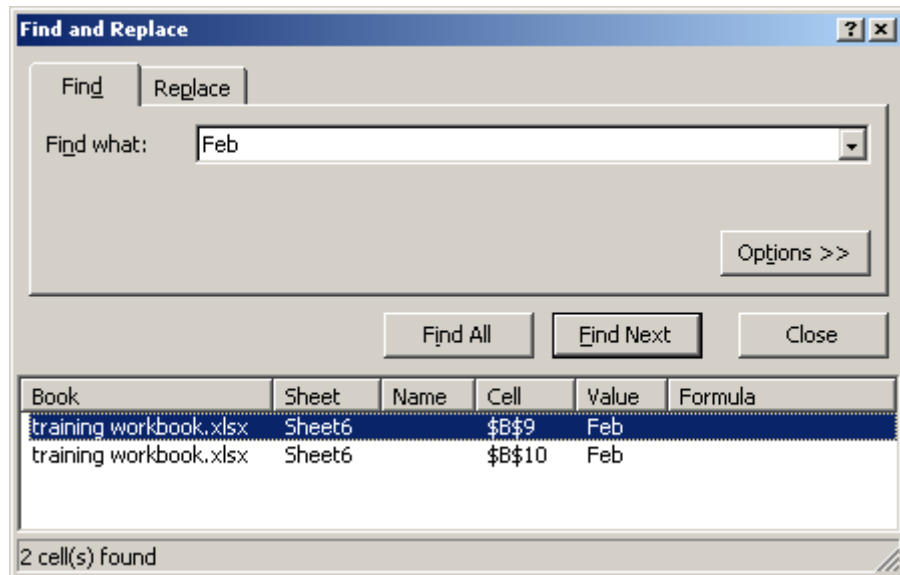 Find and Replace
Find Replace
Find what: Feb
Options >>
Find All Find Next Close
Book Sheet Name Cell Value Formula
training workbook.xlsx Sheet6 $B$9 Feb
training workbook.xlsx Sheet6 $B$10 Feb
2 cell(s) found